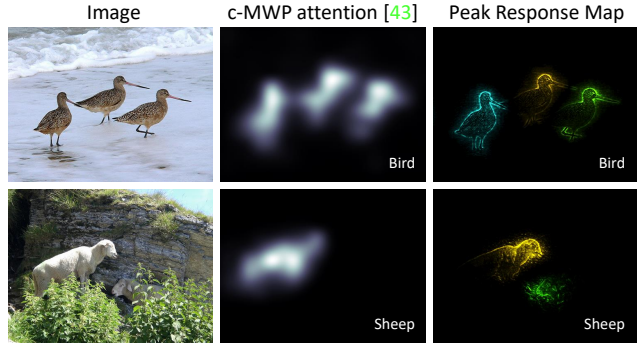 Image
c-MWP attention [43]
Peak Response Map
Bird
Bird
Sheep
Sheep